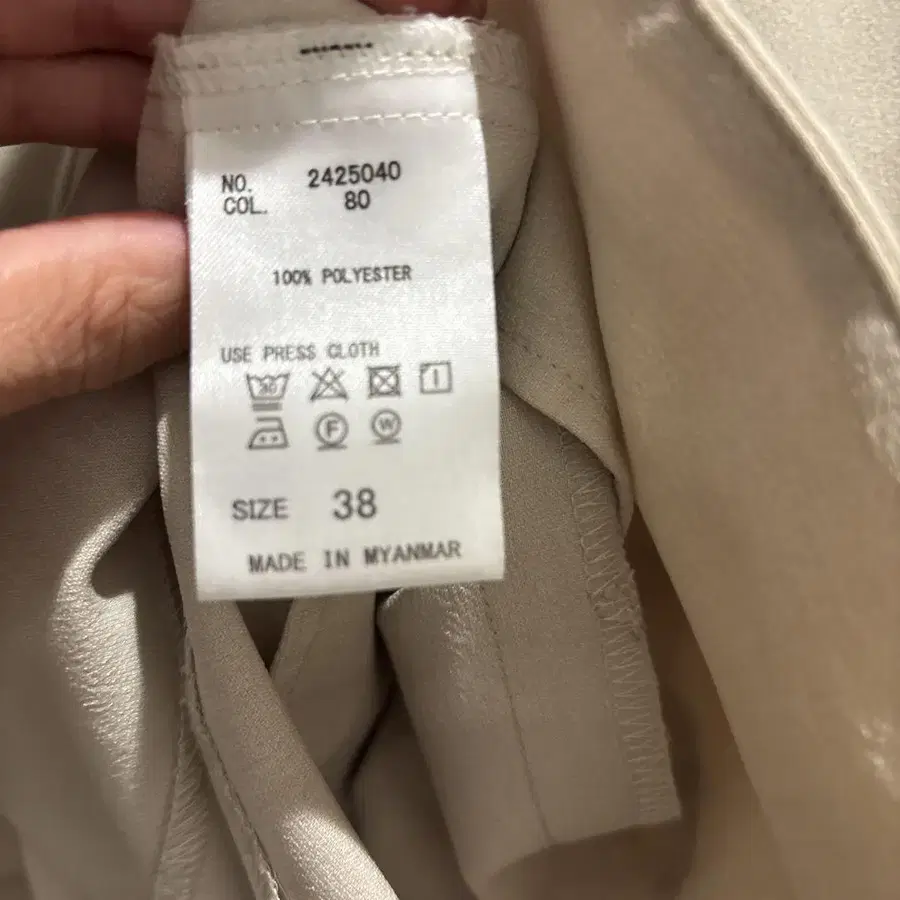 NO. 2425040
COL. 80
100% POLYESTER
USE PRESS CLOTH
F W
SIZE 38
MADE IN MYANMAR